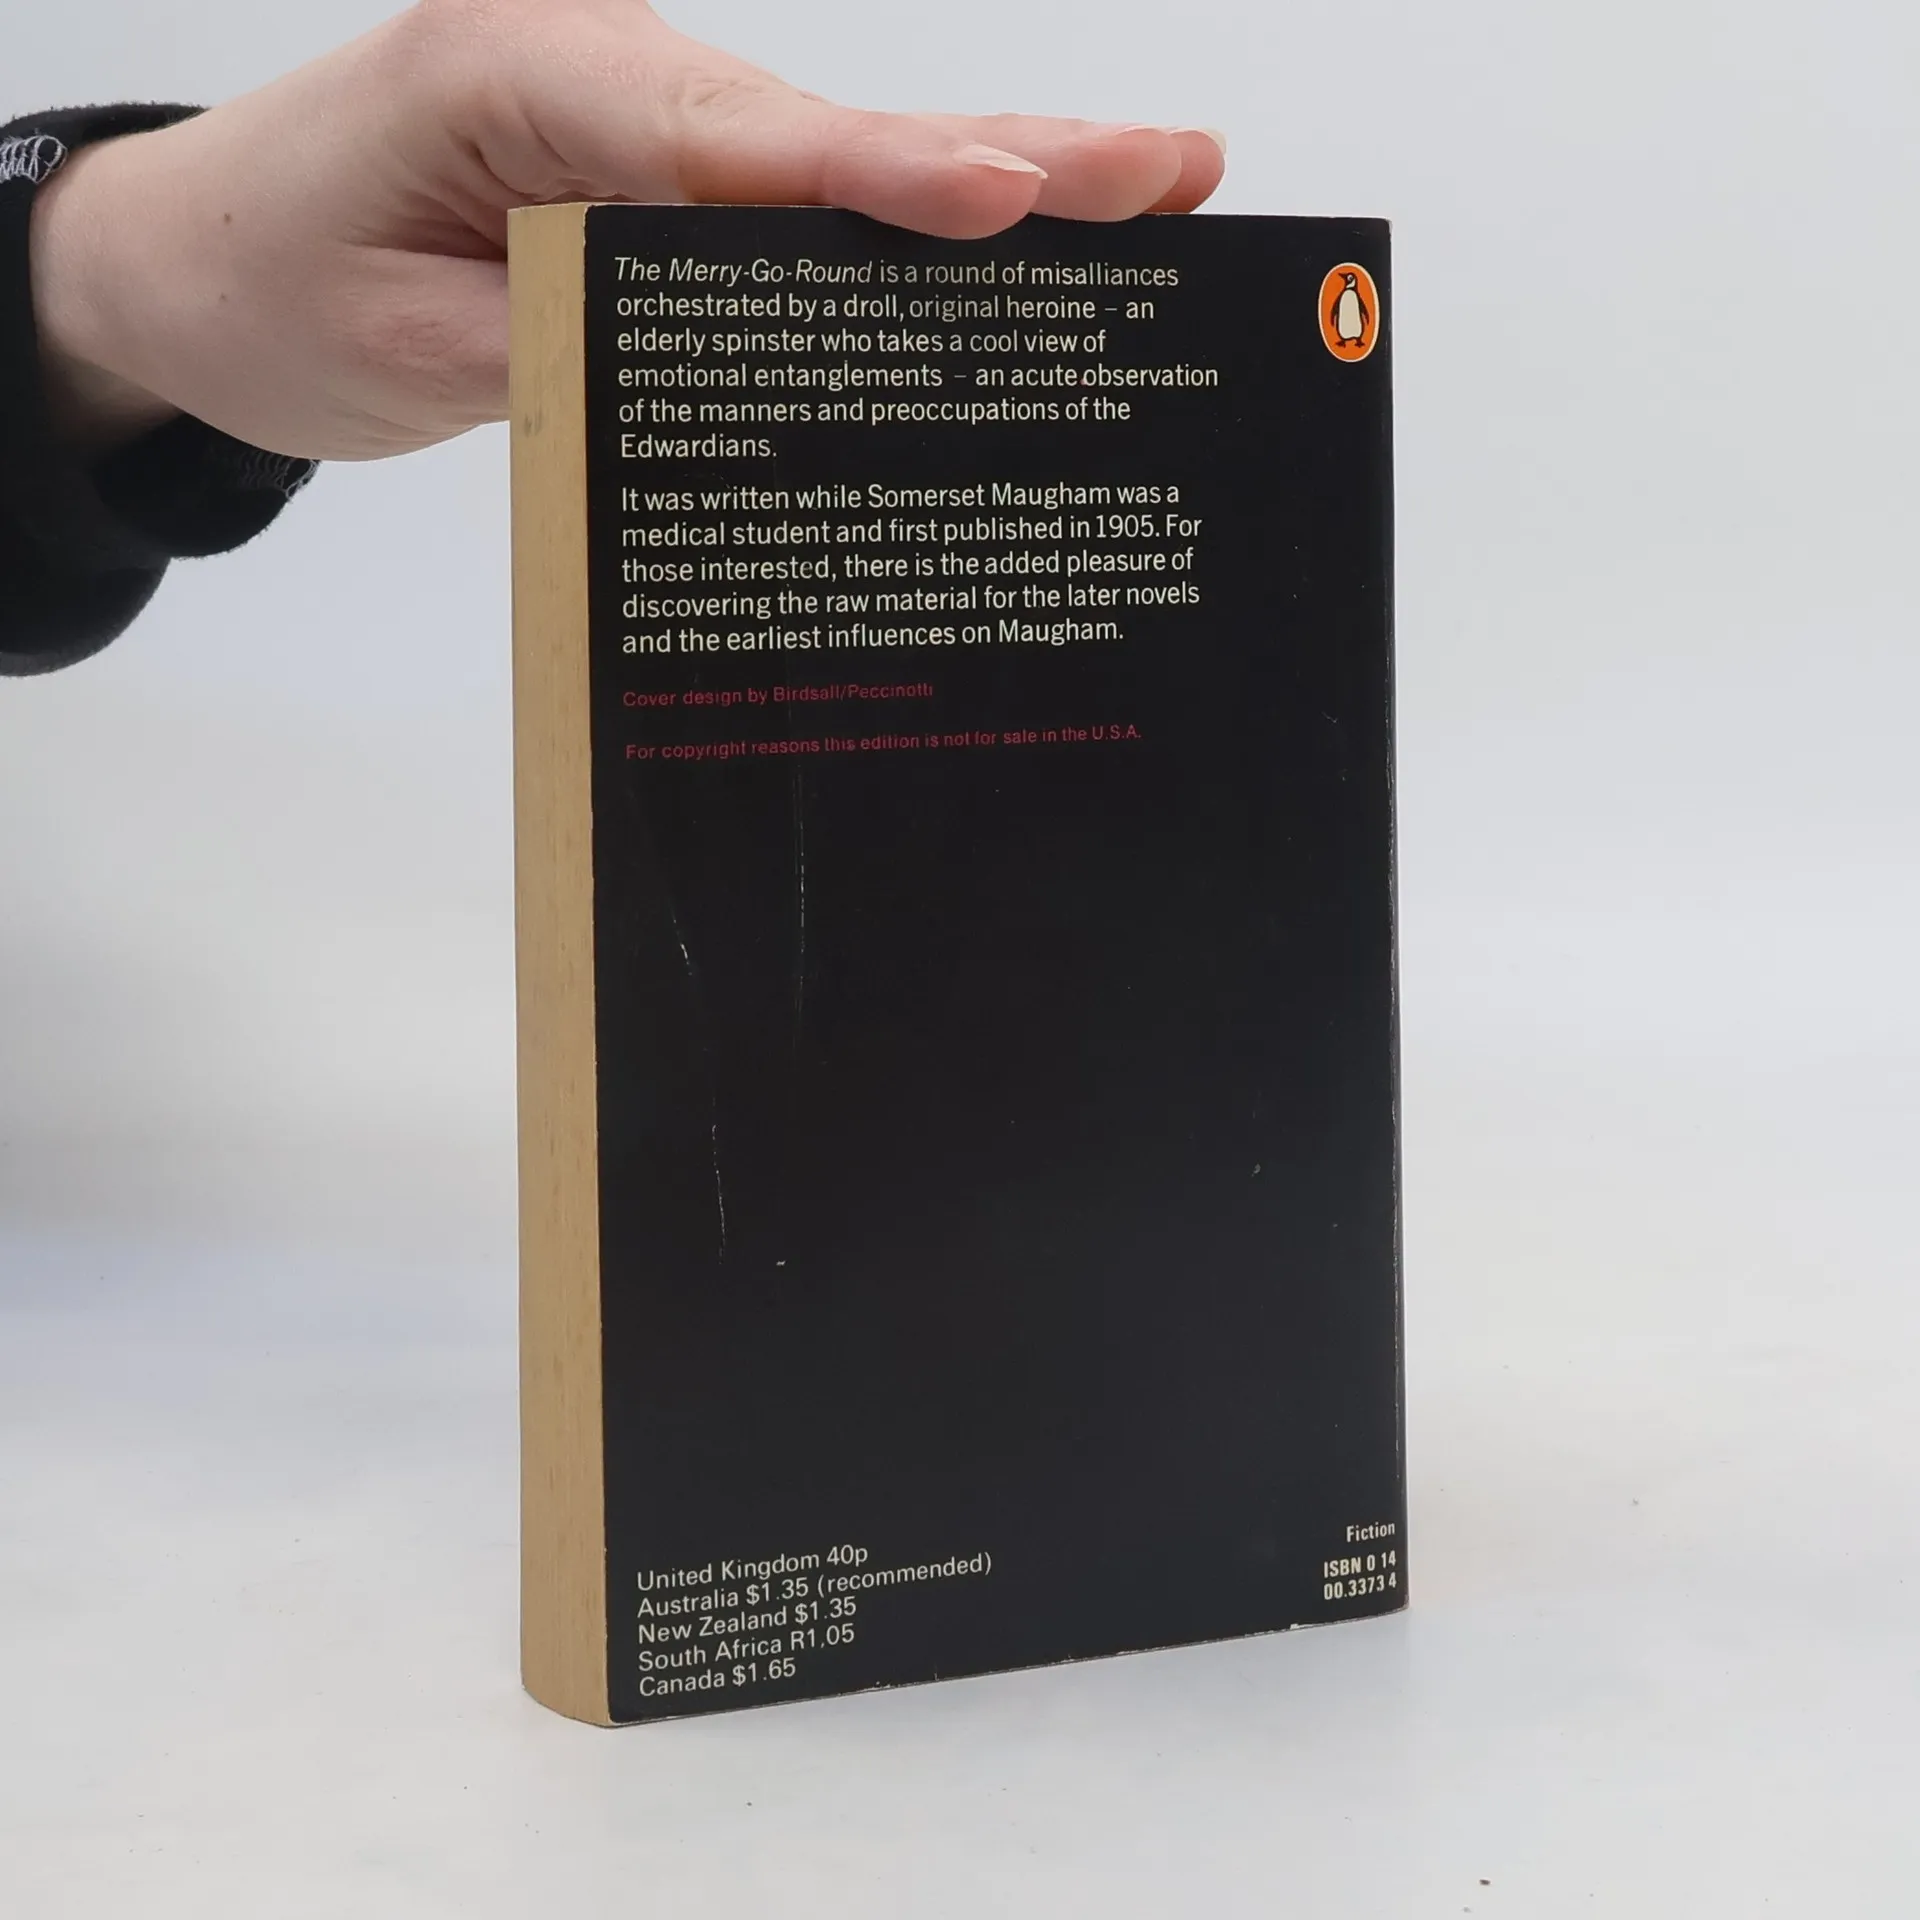 The Merry-Go-Round is a round of misalliances
orchestrated by a droll, original heroine – an
elderly spinster who takes a cool view of
emotional entanglements – an acute observation
of the manners and preoccupations of the
Edwardians.
It was written while Somerset Maugham was a
medical student and first published in 1905. For
those interested, there is the added pleasure of
discovering the raw material for the later novels
and the earliest influences on Maugham.
Cover design by Birdsall/Peccinotti
For copyright reasons this edition is not for sale in the U.S.A.
United Kingdom 40p
Australia $1.35 (recommended)
New Zealand $1.35
South Africa R1,05
Canada $1.65
Fiction
ISBN 0 14
00.3373 4